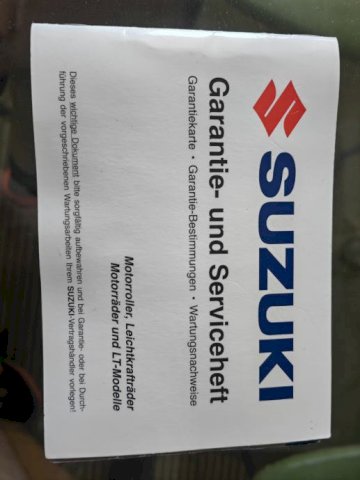 SUZUKI
Garantie- und Serviceheft
Garantiekarte • Garantie-Bestimmungen • Wartungsnachweise
Motorroller, Leichtkrafträder
Motorräder und LT-Modelle
Dieses wichtige Dokument bitte sorgfältig aufbewahren und bei Garantie- oder bei Durch-
führung der vorgeschriebenen Wartungsarbeiten Ihrem SUZUKI-Vertragshändler vorlegen!